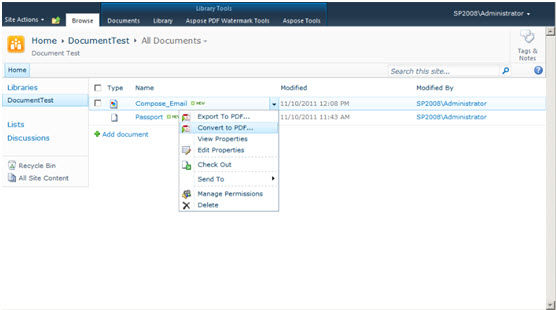 Library Tools
Site Actions Browse Documents Library Aspose PDF Watermark Tools Aspose Tools SP2008\Administrator
Home DocumentTest All Documents
Document Test
Tags & Notes
Home Search this site...
Libraries
DocumentTest
Lists
Discussions
Recycle Bin
All Site Content
Type Name Modified Modified By
Compose_Email NEW 11/10/2011 12:08 PM SP2008\Administrator
Passport NEW 11/10/2011 11:43 AM SP2008\Administrator
Add document
Export To PDF...
Convert to PDF...
View Properties
Edit Properties
Check Out
Send To
Manage Permissions
Delete